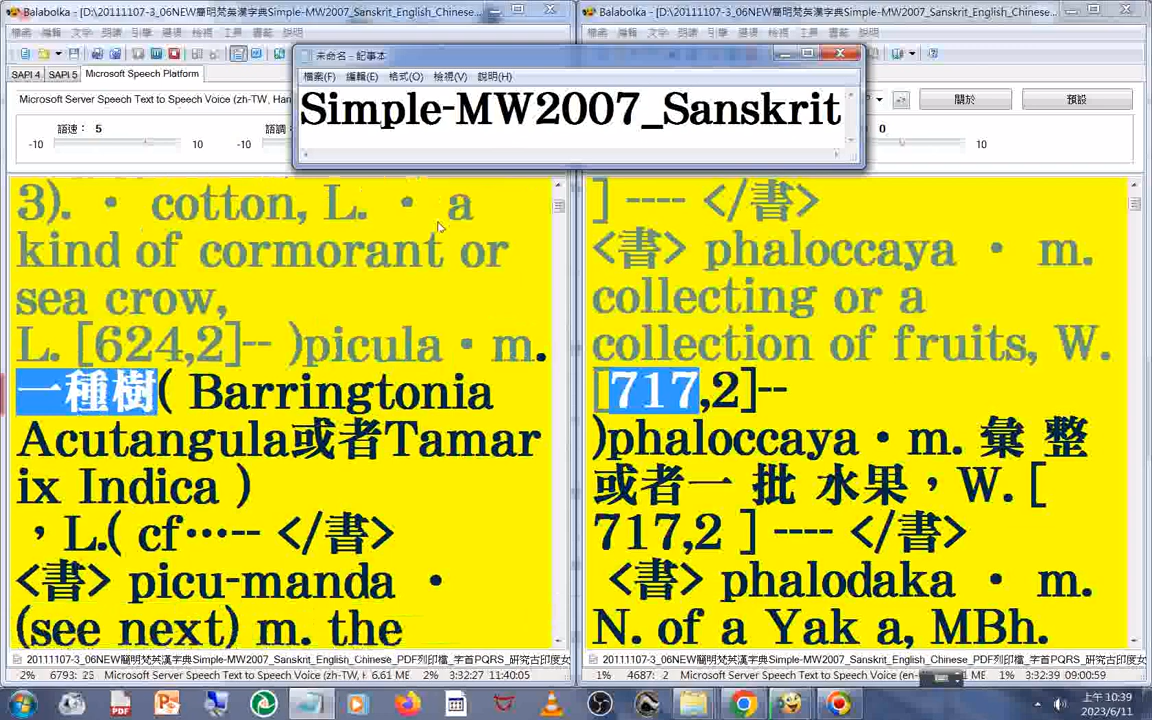 Balabolka - [D:\20111107-3_06NEW簡明梵英漢字典Simple-MW2007_Sanskrit_English_Chinese...
Balabolka - [D:\20111107-3_06NEW簡明梵英漢字典Simple-MW2007_Sanskrit_English_Chinese...
未命名 - 記事本
檔案(F) 編輯(E) 格式(O) 檢視(V) 說明(H)
Simple-MW2007_Sanskrit
SAPI 4 SAPI 5 Microsoft Speech Platform
Microsoft Server Speech Text to Speech Voice (zh-TW, Han
關於 預設
語速： 5
語調：
0
-10 10 -10
10
3). • cotton, L. • a
kind of cormorant or
sea crow,
L. [624,2]-- )picula • m.
一種樹( Barringtonia
Acutangula或者Tamar
ix Indica )
，L.( cf⋯-- </書>
<書> picu-manda •
(see next) m. the
] ---- </書>
<書> phaloccaya • m.
collecting or a
collection of fruits, W.
[717,2]--
)phaloccaya • m. 彙 整
或者一 批 水果，W. [
717,2 ] ---- </書>
<書> phalodaka • m.
N. of a Yak a, MBh.
20111107-3_06NEW簡明梵英漢字典Simple-MW2007_Sanskrit_English_Chinese_PDF列印檔_字首PQRS_研究古印度女
20111107-3_06NEW簡明梵英漢字典Simple-MW2007_Sanskrit_English_Chinese_PDF列印檔_字首PQRS_研究古印度女
2% 6793: 23 Microsoft Server Speech Text to Speech Voice (zh-TW, H 6.61 ME 2% 3:32:27 11:40:05
1% 4687: 2 Microsoft Server Speech Text to Speech Voice (zh 1% 3:32:39 09:00:59
上午 10:39
2023/6/11